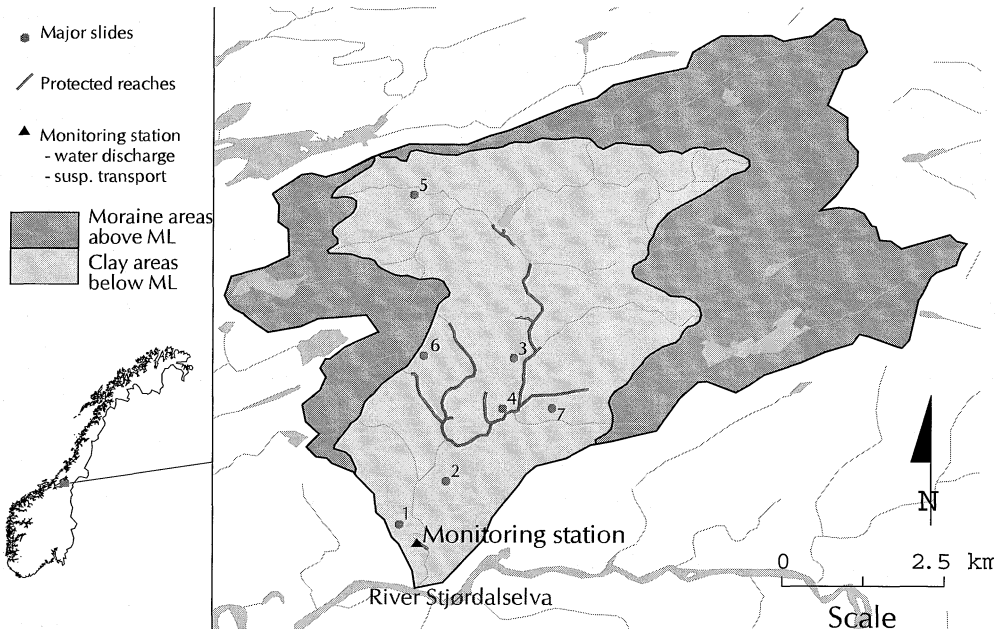 Major slides
Protected reaches
Monitoring station
- water discharge
- susp. transport
Moraine areas
above ML
Clay areas
below ML
5
6
3
4
7
2
1
Monitoring station
River Stjørdalselva
N
0 2.5 km
Scale